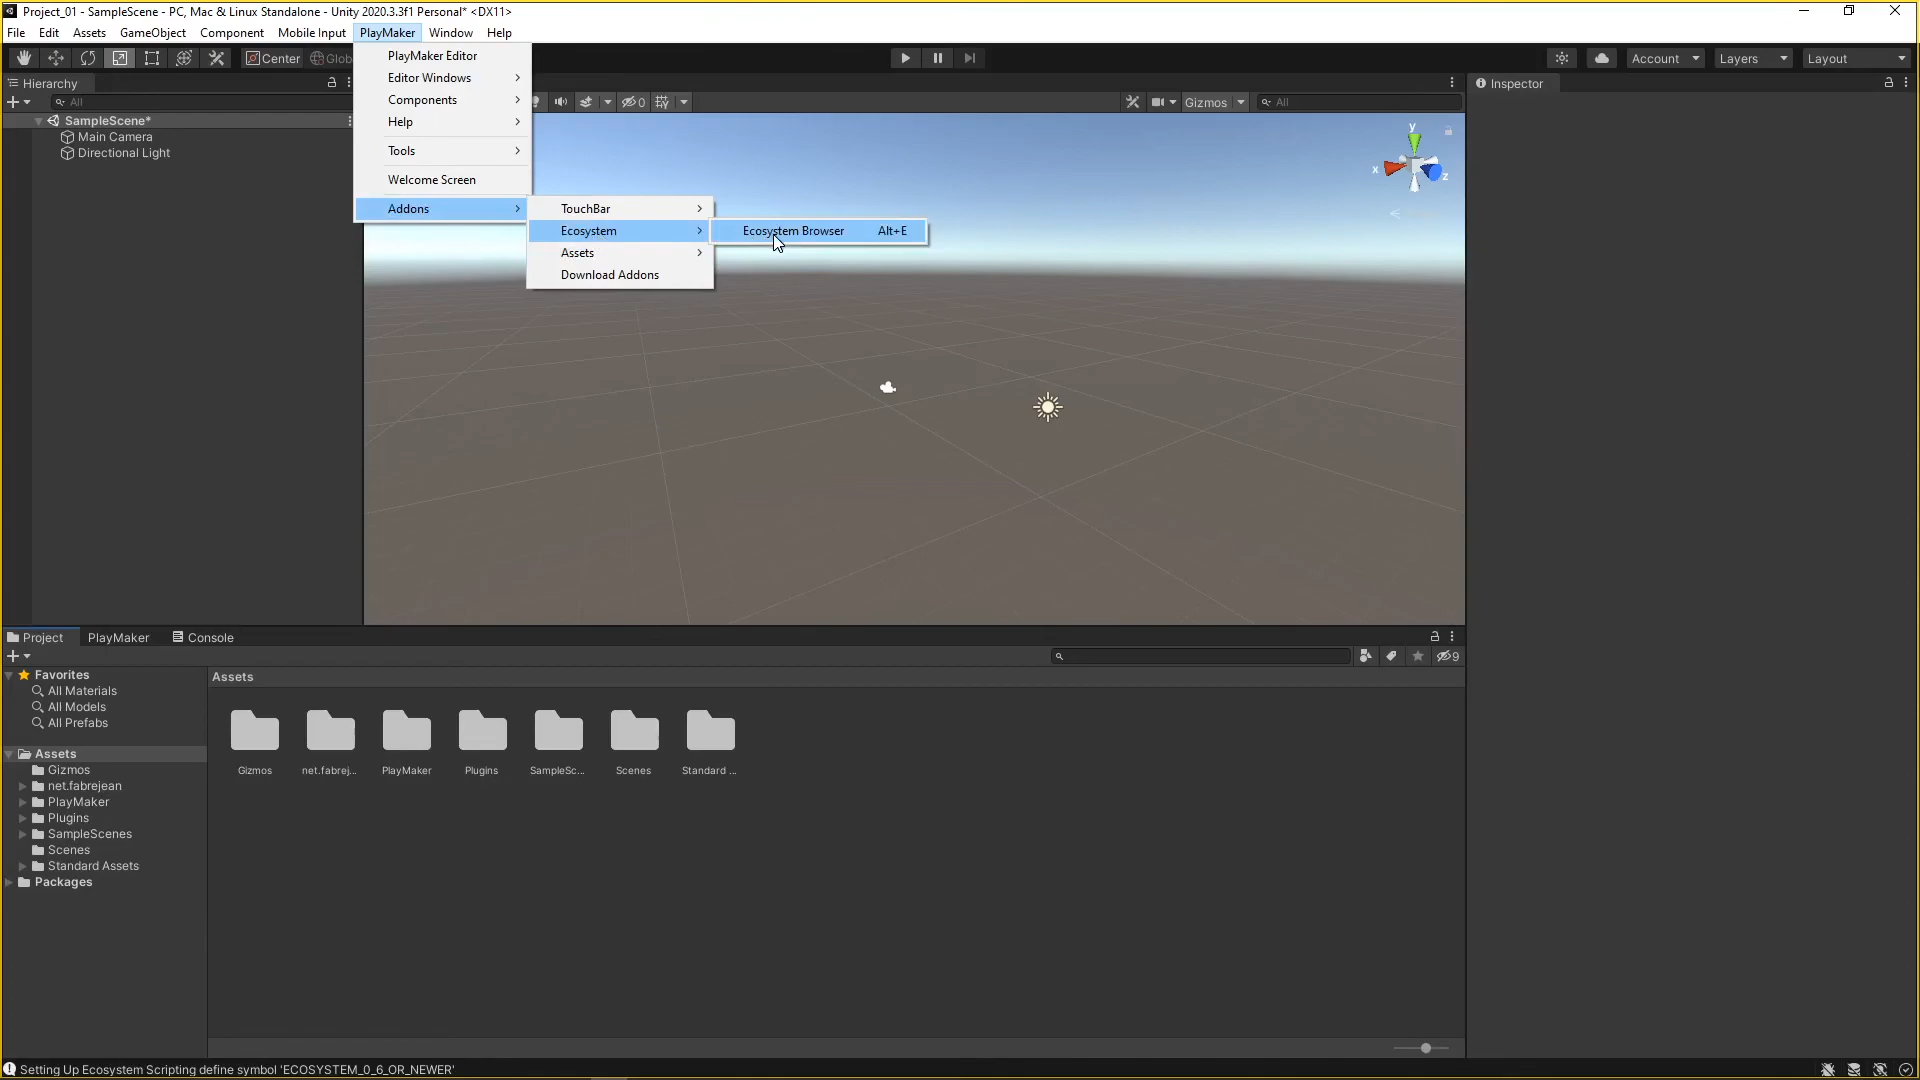 Project_01 - SampleScene - PC, Mac & Linux Standalone - Unity 2020.3.3f1 Personal* <DX11>
File Edit Assets GameObject Component Mobile Input PlayMaker Window Help
Center Account Layers Layout
PlayMaker Editor
Editor Windows
Components
Help
Tools
Welcome Screen
Addons
TouchBar
Ecosystem
Assets
Download Addons
Ecosystem Browser Alt+E
Hierarchy
All
SampleScene*
Main Camera
Directional Light
0 Gizmos All
y
x
z
Inspector
Project PlayMaker Console
9
Favorites
All Materials
All Models
All Prefabs
Assets
Gizmos
net.fabrejean
PlayMaker
Plugins
SampleScenes
Scenes
Standard Assets
Packages
Assets
Gizmos net.fabrej... PlayMaker Plugins SampleSc... Scenes Standard ...
Setting Up Ecosystem Scripting define symbol 'ECOSYSTEM_0_6_OR_NEWER'